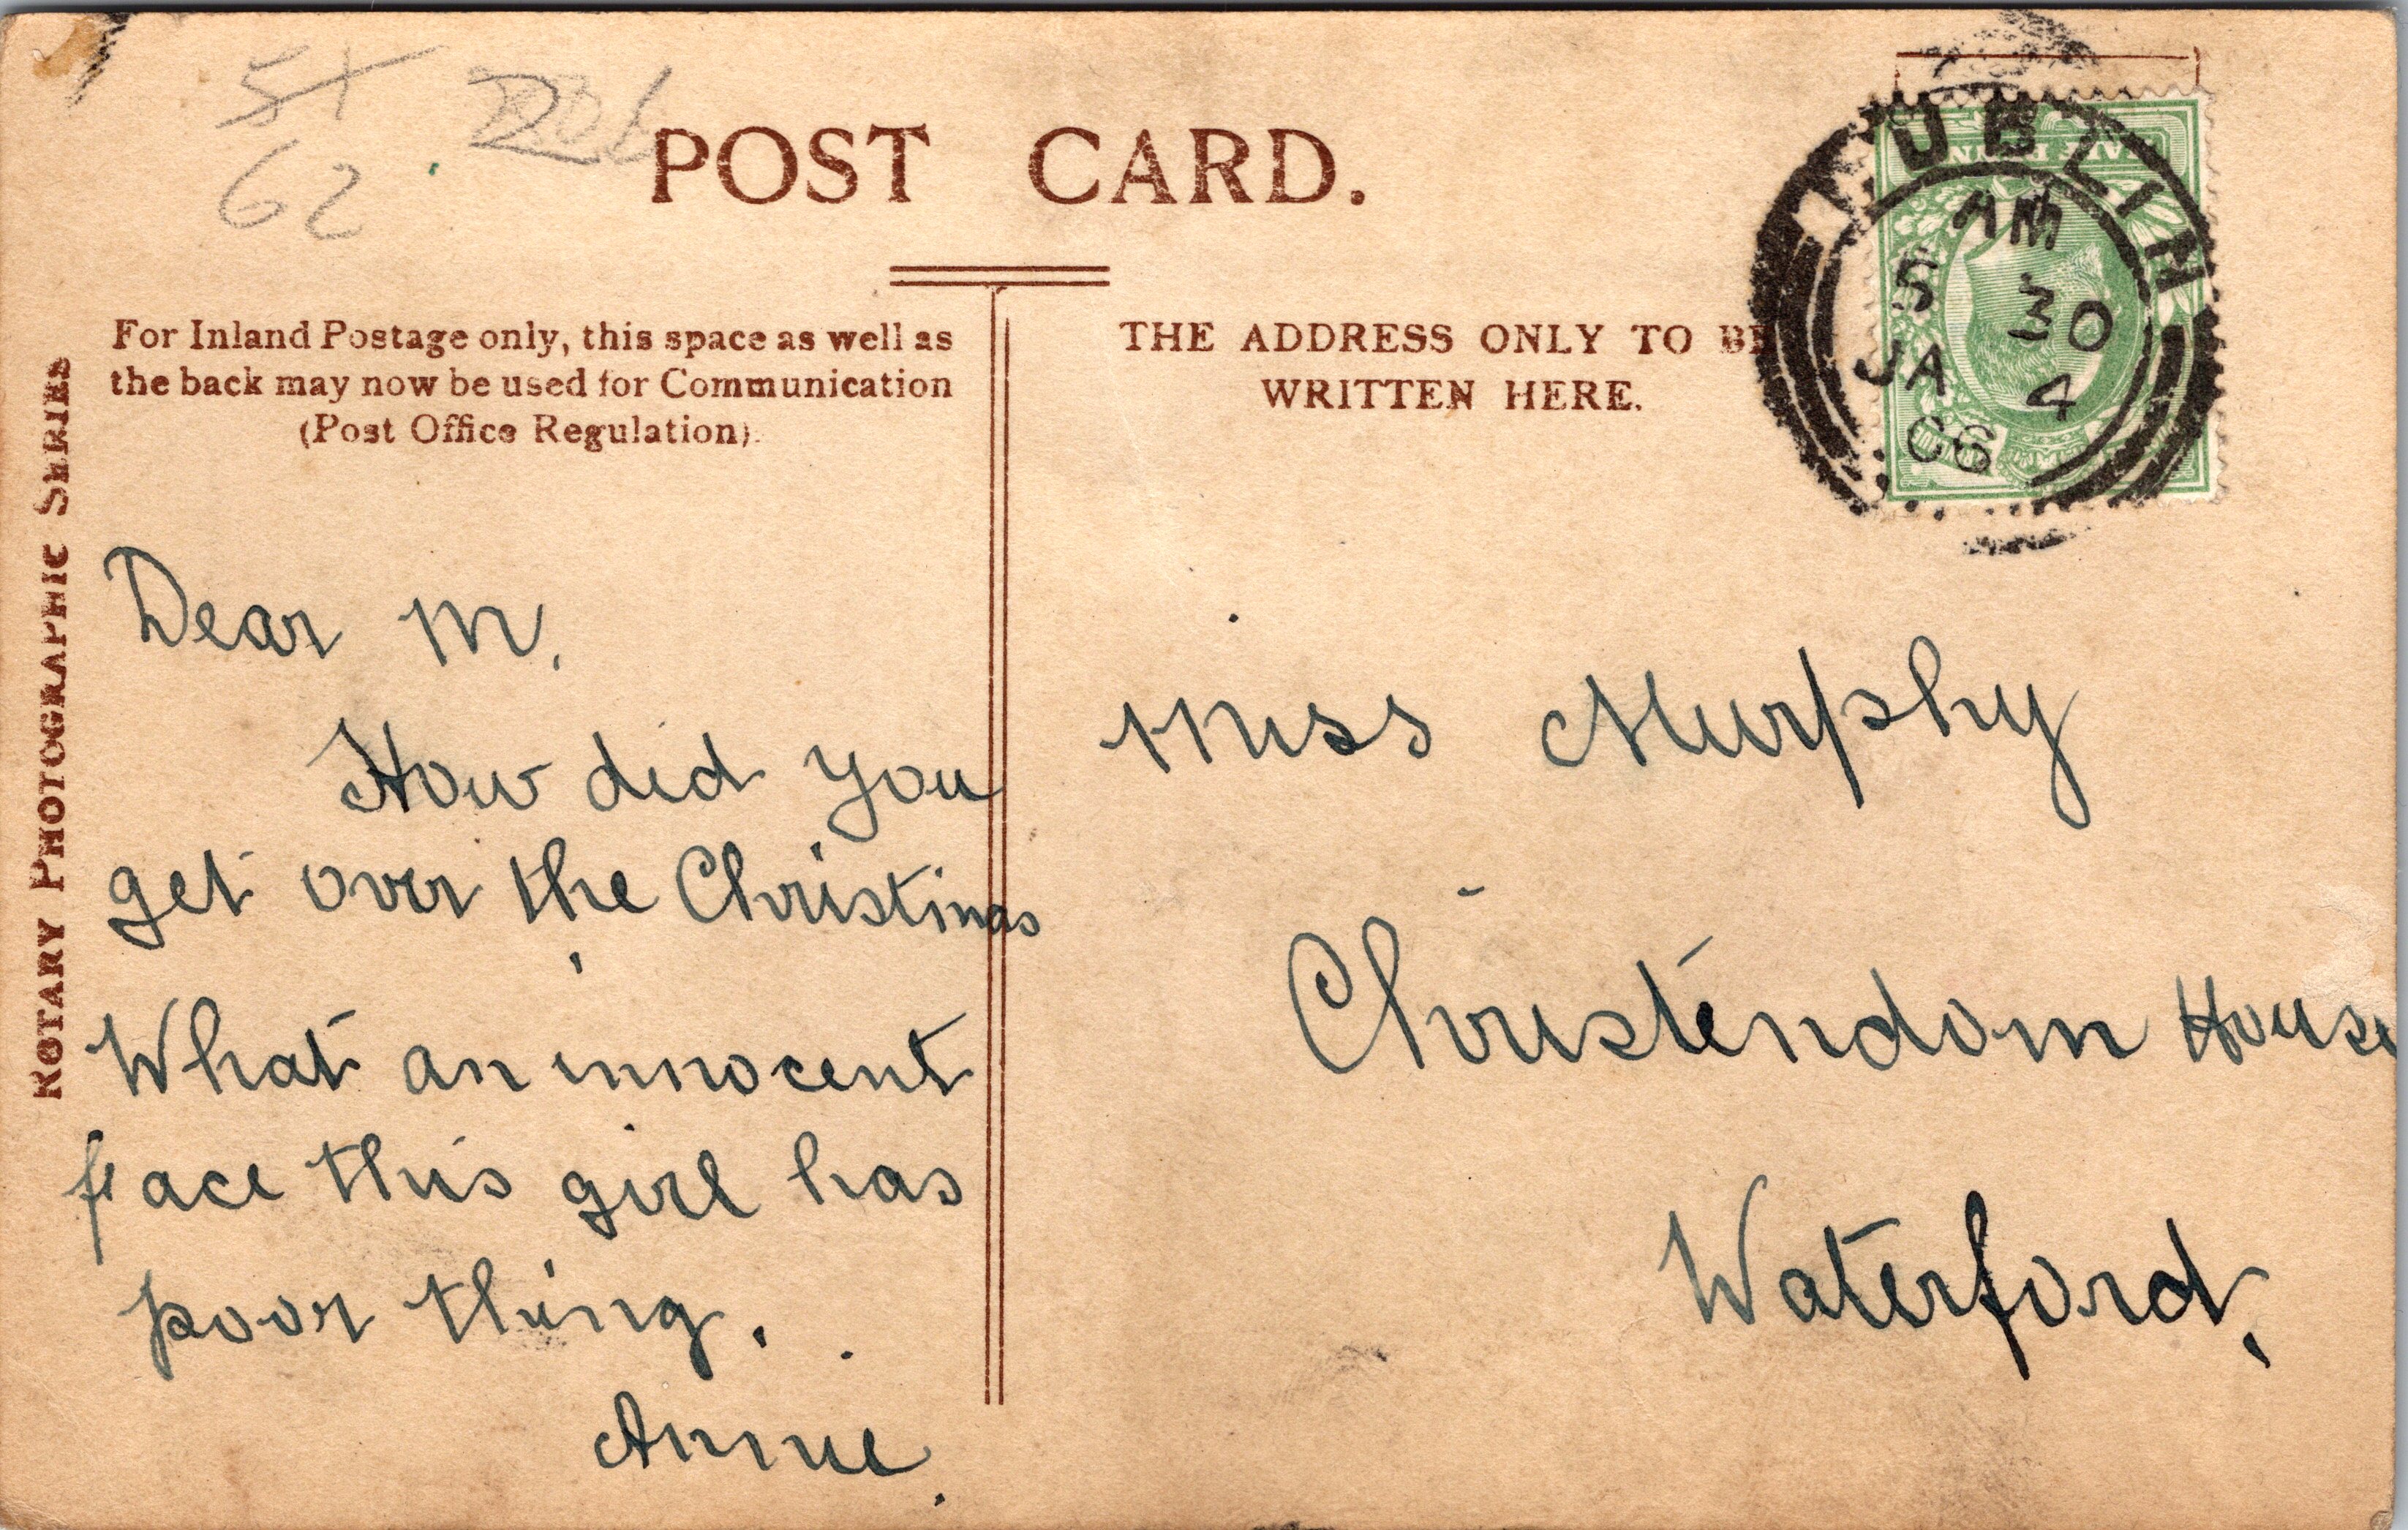 62
POST CARD.
For Inland Postage only, this space as well as
the back may now be used for Communication
(Post Office Regulation).
THE ADDRESS ONLY TO BE
WRITTEN HERE.
DUBLIN
AM
5 30
JA 4
06
ROTARY PHOTOGRAPHIC SERIES
Dear M.
How did you
get over the Christmas
What an innocent
face this girl has
poor thing.
Annie.
Miss Murphy
Christendom House
Waterford,